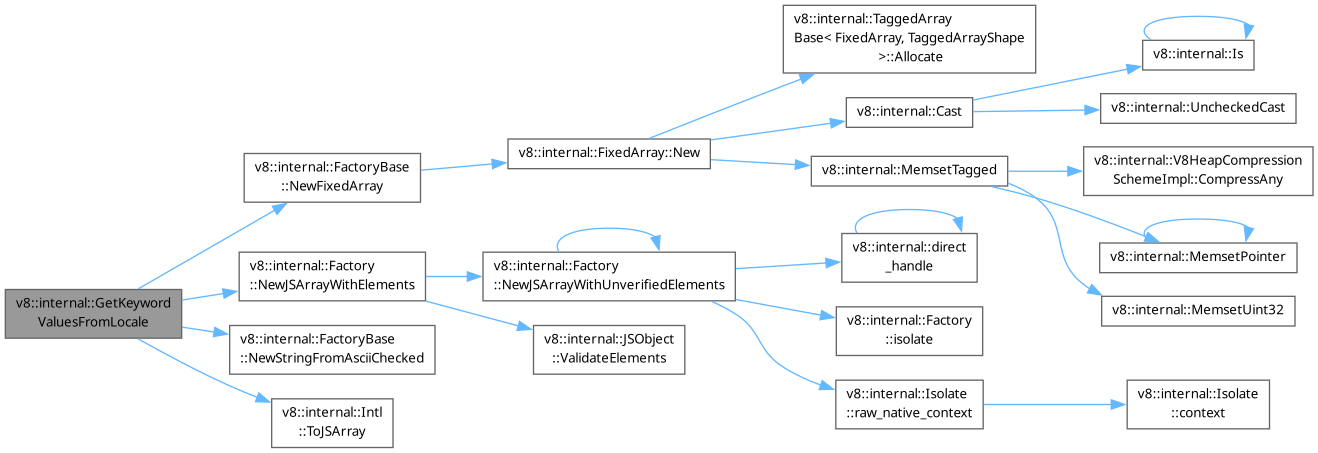 v8::internal::GetKeyword
ValuesFromLocale
v8::internal::FactoryBase
::NewFixedArray
v8::internal::FixedArray::New
v8::internal::TaggedArray
Base< FixedArray, TaggedArrayShape
>::Allocate
v8::internal::Cast
v8::internal::Is
v8::internal::UncheckedCast
v8::internal::MemsetTagged
v8::internal::V8HeapCompression
SchemeImpl::CompressAny
v8::internal::MemsetPointer
v8::internal::MemsetUint32
v8::internal::Factory
::NewJSArrayWithElements
v8::internal::Factory
::NewJSArrayWithUnverifiedElements
v8::internal::direct
_handle
v8::internal::Factory
::isolate
v8::internal::Isolate
::raw_native_context
v8::internal::Isolate
::context
v8::internal::JSObject
::ValidateElements
v8::internal::FactoryBase
::NewStringFromAsciiChecked
v8::internal::Intl
::ToJSArray